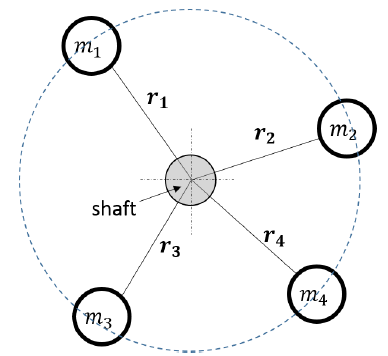 m₁
r₁
m₂
r₂
shaft
r₃
r₄
m₃
m₄